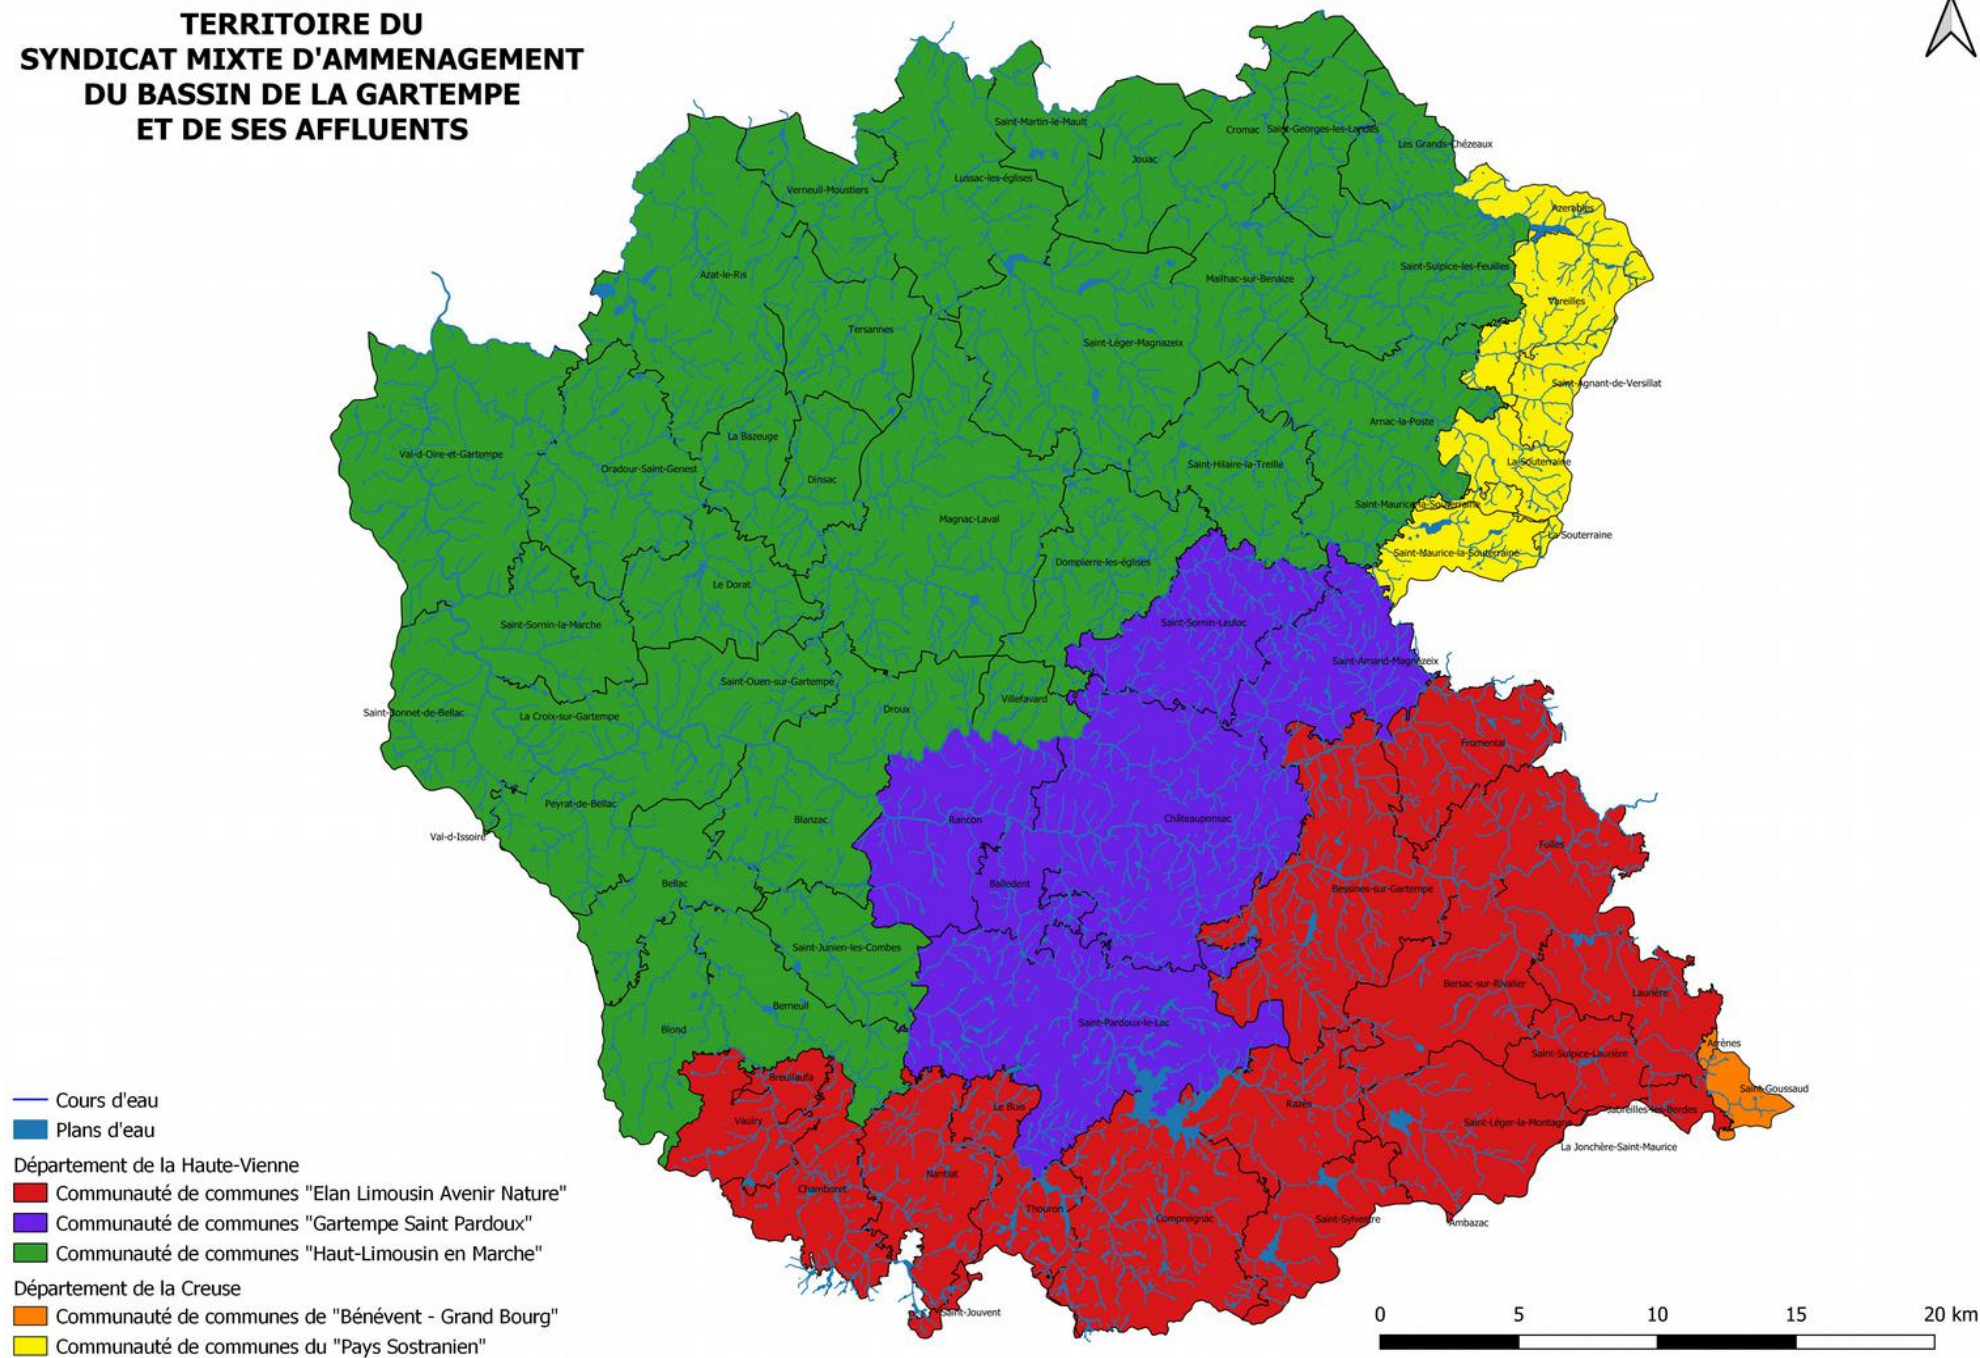 TERRITOIRE DU
SYNDICAT MIXTE D'AMMENAGEMENT
DU BASSIN DE LA GARTEMPE
ET DE SES AFFLUENTS
Saint-Martin-le-Mault
Cromac
Saint-Georges-les-Landes
Les Grands-Chézeaux
Jouac
Lussac-les-églises
Verneuil-Moustiers
Azerables
Azat-le-Ris
Saint-Sulpice-les-Feuilles
Mailhac-sur-Benaize
Vareilles
Tersannes
Saint-Léger-Magnazeix
Saint-Agnant-de-Versillat
Arnac-la-Poste
La Bazeuge
Val-d-Oire-et-Gartempe
Oradour-Saint-Genest
Saint-Hilaire-la-Treille
La Souterraine
Dinsac
Saint-Maurice-la-Souterraine
Magnac-Laval
La Souterraine
Saint-Maurice-la-Souterraine
Dompierre-les-églises
Le Dorat
Saint-Sornin-la-Marche
Saint-Sornin-Leulac
Saint-Amand-Magnazeix
Saint-Ouen-sur-Gartempe
Villefavard
Droux
Saint-Bonnet-de-Bellac
La Croix-sur-Gartempe
Fromental
Peyrat-de-Bellac
Blanzac
Rancon
Châteauponsac
Val-d-Issoire
Folles
Bellac
Balledent
Bessines-sur-Gartempe
Saint-Junien-les-Combes
Bersac-sur-Rivalier
Laurière
Berneuil
Blond
Saint-Pardoux-le-Lac
Arrènes
Saint-Sulpice-Laurière
Breuilaufa
Saint-Goussaud
Le Buis
Razès
Jabreilles-les-Bordes
Vaulry
Saint-Léger-la-Montagne
La Jonchère-Saint-Maurice
Nantiat
Chamboret
Thouron
Compreignac
Saint-Sylvestre
Ambazac
Saint-Jouvent
Cours d'eau
Plans d'eau
Département de la Haute-Vienne
Communauté de communes "Elan Limousin Avenir Nature"
Communauté de communes "Gartempe Saint Pardoux"
Communauté de communes "Haut-Limousin en Marche"
Département de la Creuse
Communauté de communes de "Bénévent - Grand Bourg"
Communauté de communes du "Pays Sostranien"
0 5 10 15 20 km